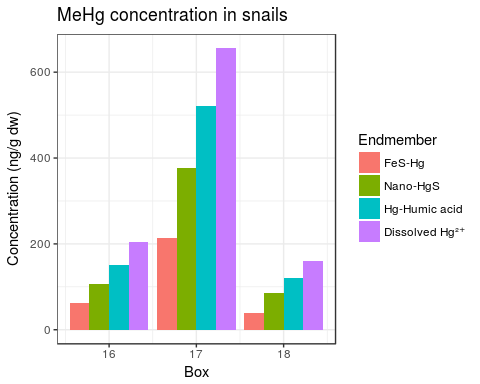 MeHg concentration in snails
Concentration (ng/g dw)
600
400
200
0
16 17 18
Box
Endmember
FeS-Hg
Nano-HgS
Hg-Humic acid
Dissolved Hg²⁺